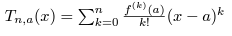 T_{n,a}(x) = \sum_{k=0}^{n} \frac{f^{(k)}(a)}{k!}(x-a)^k